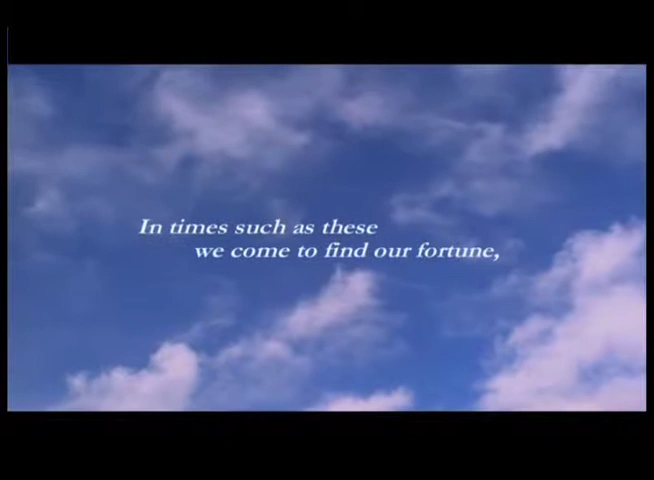 In times such as these
we come to find our fortune,